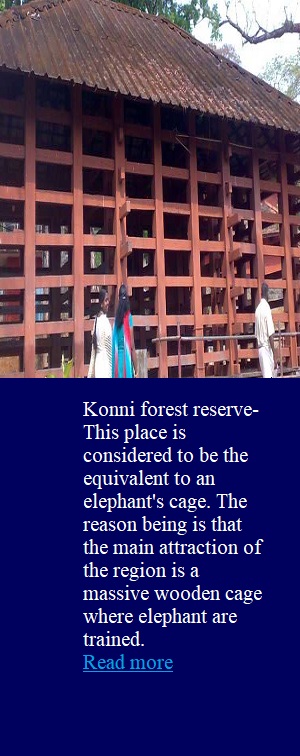 Konni forest reserve-
This place is
considered to be the
equivalent to an
elephant's cage. The
reason being is that
the main attraction of
the region is a
massive wooden cage
where elephant are
trained.
Read more